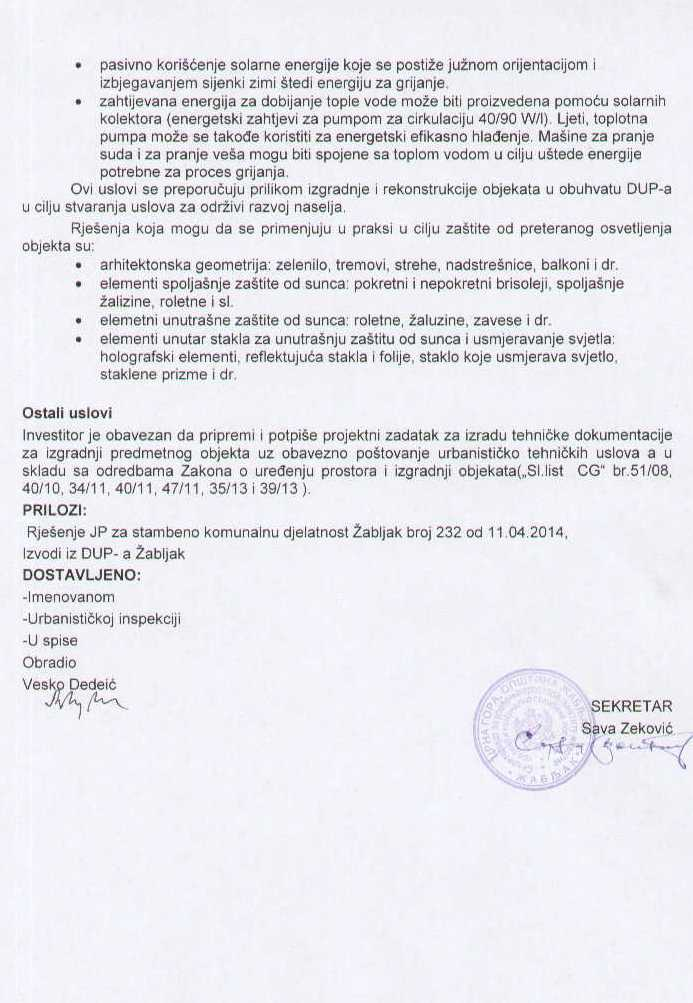 • pasivno korišćenje solarne energije koje se postiže južnom orijentacijom i
izbjegavanjem sijenki zimi štedi energiju za grijanje.
• zahtijevana energija za dobijanje tople vode može biti proizvedena pomoću solarnih
kolektora (energetski zahtjevi za pumpom za cirkulaciju 40/90 W/l). Ljeti, toplotna
pumpa može se takođe koristiti za energetski efikasno hlađenje. Mašine za pranje
suda i za pranje veša mogu biti spojene sa toplom vodom u cilju uštede energije
potrebne za proces grijanja.
Ovi uslovi se preporučuju prilikom izgradnje i rekonstrukcije objekata u obuhvatu DUP-a
u cilju stvaranja uslova za održivi razvoj naselja.
Rješenja koja mogu da se primenjuju u praksi u cilju zaštite od preteranog osvetljenja
objekta su:
• arhitektonska geometrija: zelenilo, tremovi, strehe, nadstrešnice, balkoni i dr.
• elementi spoljašnje zaštite od sunca: pokretni i nepokretni brisoleji, spoljašnje
žalizine, roletne i sl.
• elemetni unutrašne zaštite od sunca: roletne, žaluzine, zavese i dr.
• elementi unutar stakla za unutrašnju zaštitu od sunca i usmjeravanje svjetla:
holografski elementi, reflektujuća stakla i folije, staklo koje usmjerava svjetlo,
staklene prizme i dr.
Ostali uslovi
Investitor je obavezan da pripremi i potpiše projektni zadatak za izradu tehničke dokumentacije
za izgradnji predmetnog objekta uz obavezno poštovanje urbanističko tehničkih uslova a u
skladu sa odredbama Zakona o uređenju prostora i izgradnji objekata(„Sl.list CG“ br.51/08,
40/10, 34/11, 40/11, 47/11, 35/13 i 39/13 ).
PRILOZI:
Rješenje JP za stambeno komunalnu djelatnost Žabljak broj 232 od 11.04.2014,
Izvodi iz DUP- a Žabljak
DOSTAVLJENO:
-Imenovanom
-Urbanističkoj inspekciji
-U spise
Obradio
Vesko Dedeić
SEKRETAR
Sava Zeković
ЦРНА ГОРА, ОПШТИНА
ЖАБЉАК